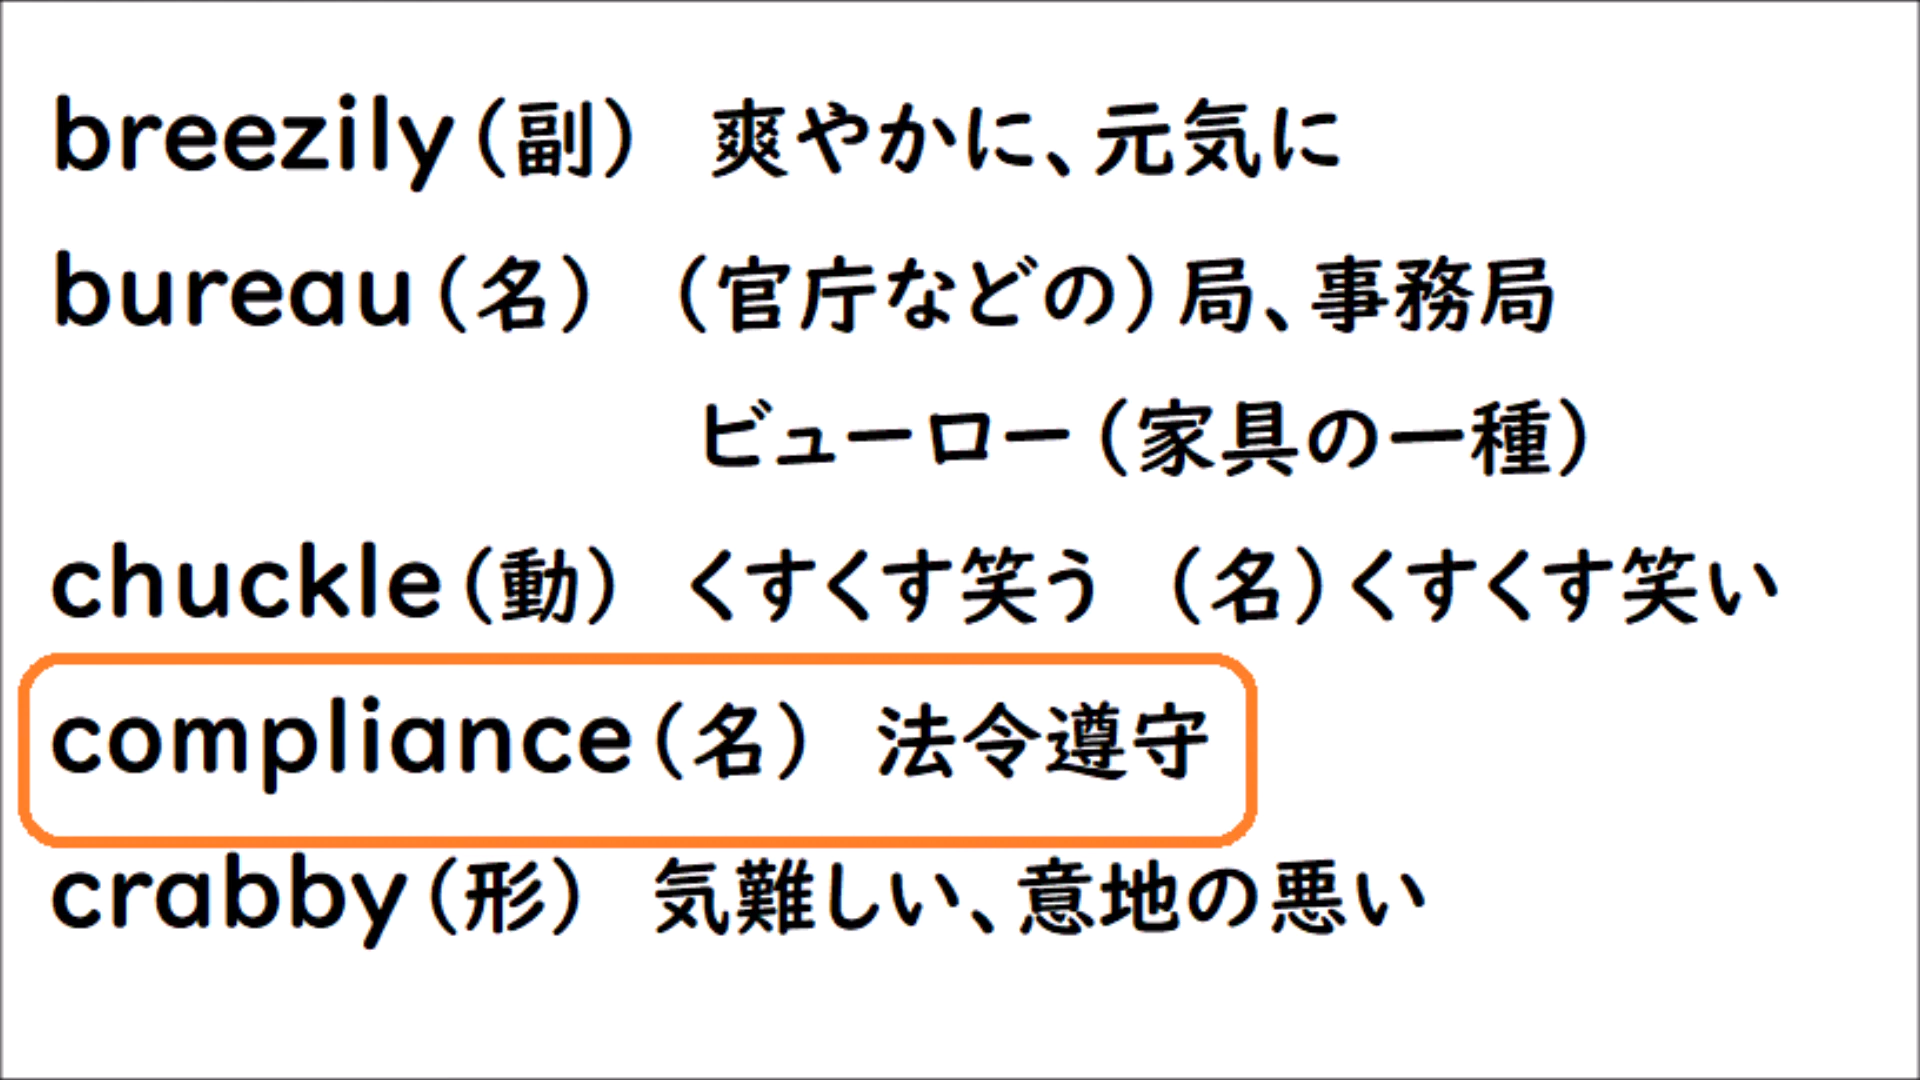 breezily（副）　爽やかに、元気に
bureau（名）　（官庁などの）局、事務局
ビューロー（家具の一種）
chuckle（動）　くすくす笑う　（名）くすくす笑い
compliance（名）　法令遵守
crabby（形）　気難しい、意地の悪い